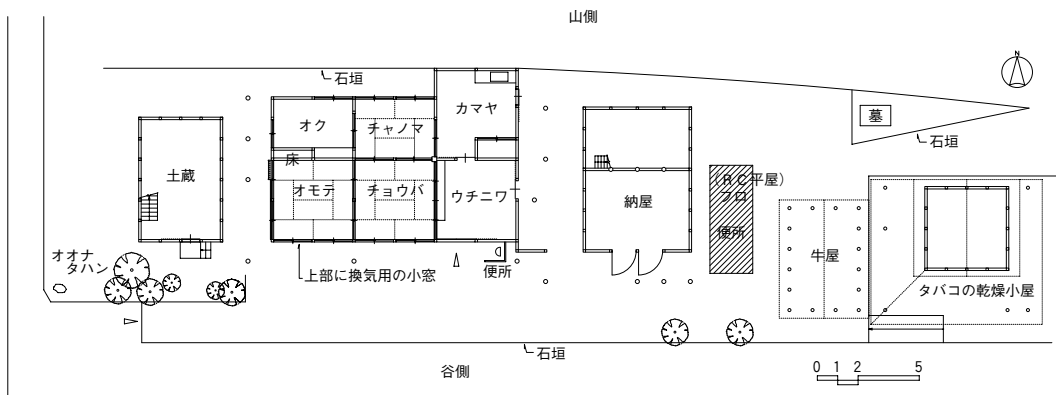 山側
N
石垣
カマヤ
オク
チャノマ
墓
石垣
床
土蔵
オモテ
チョウバ
ウチニワ
納屋
(RC平屋)
フロ
便所
牛屋
オオナ
タハン
上部に換気用の小窓
便所
タバコの乾燥小屋
石垣
谷側
0 1 2 5